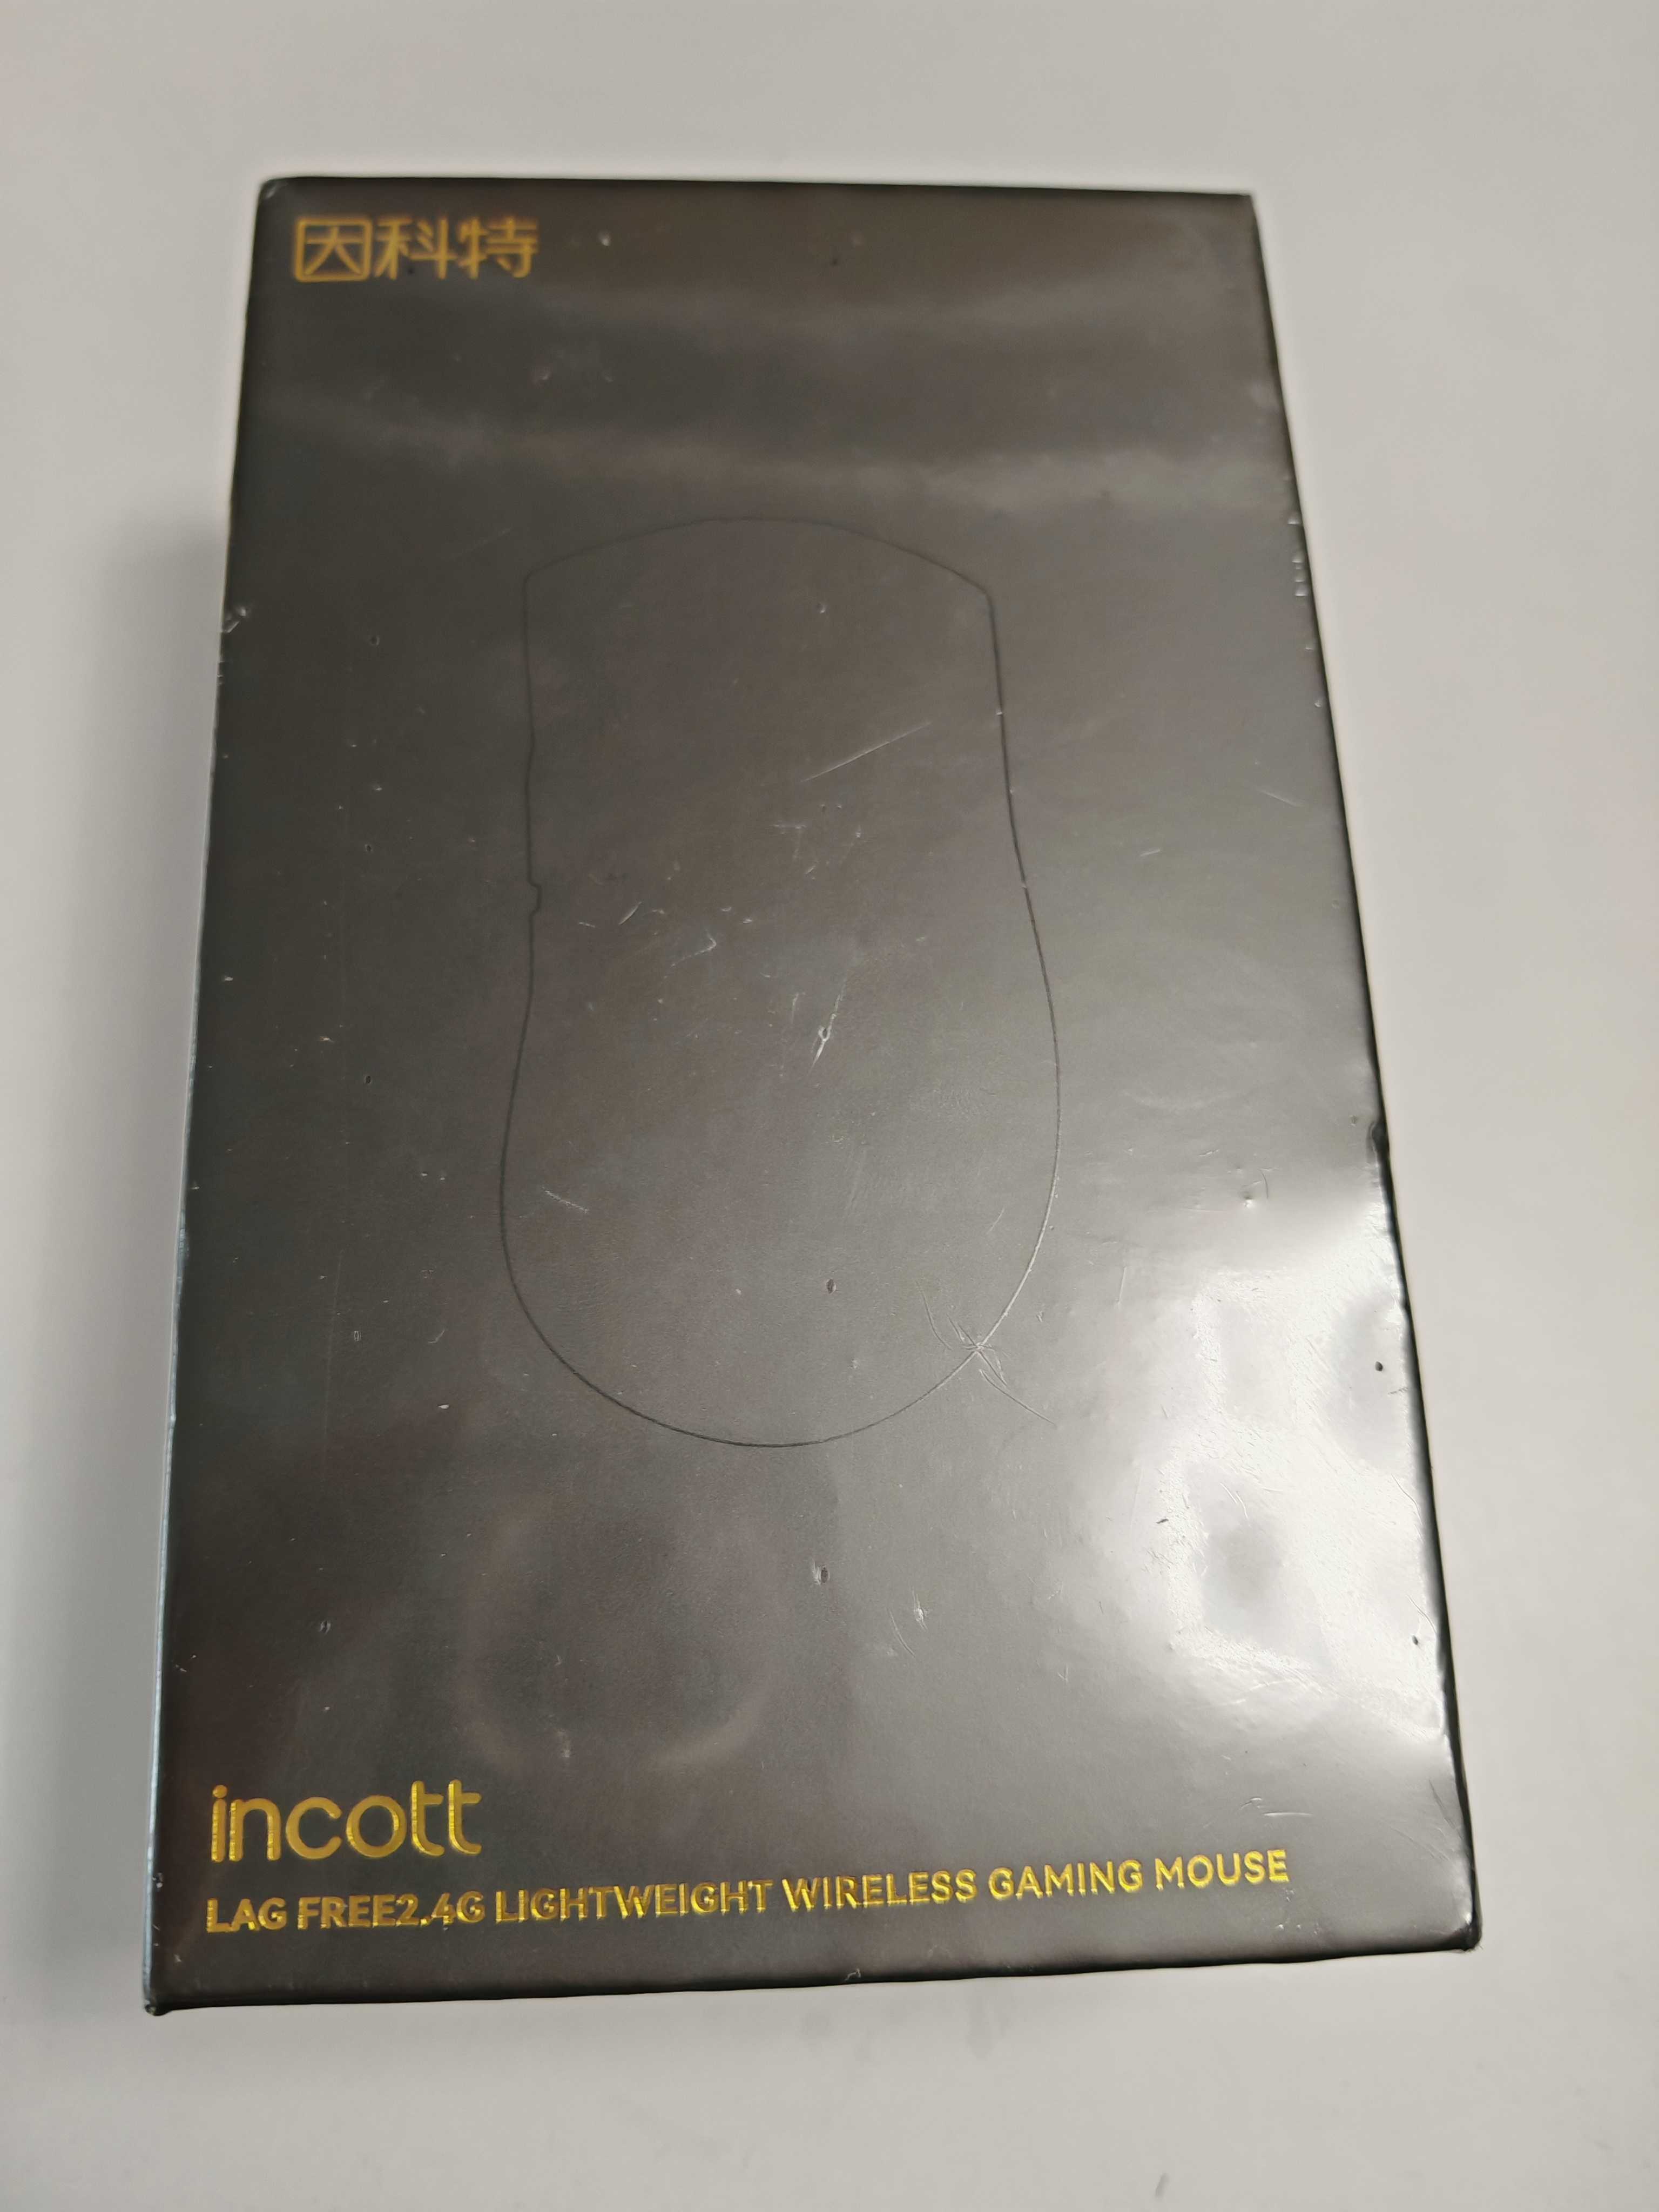 因科特
incott
LAG FREE2.4G LIGHTWEIGHT WIRELESS GAMING MOUSE